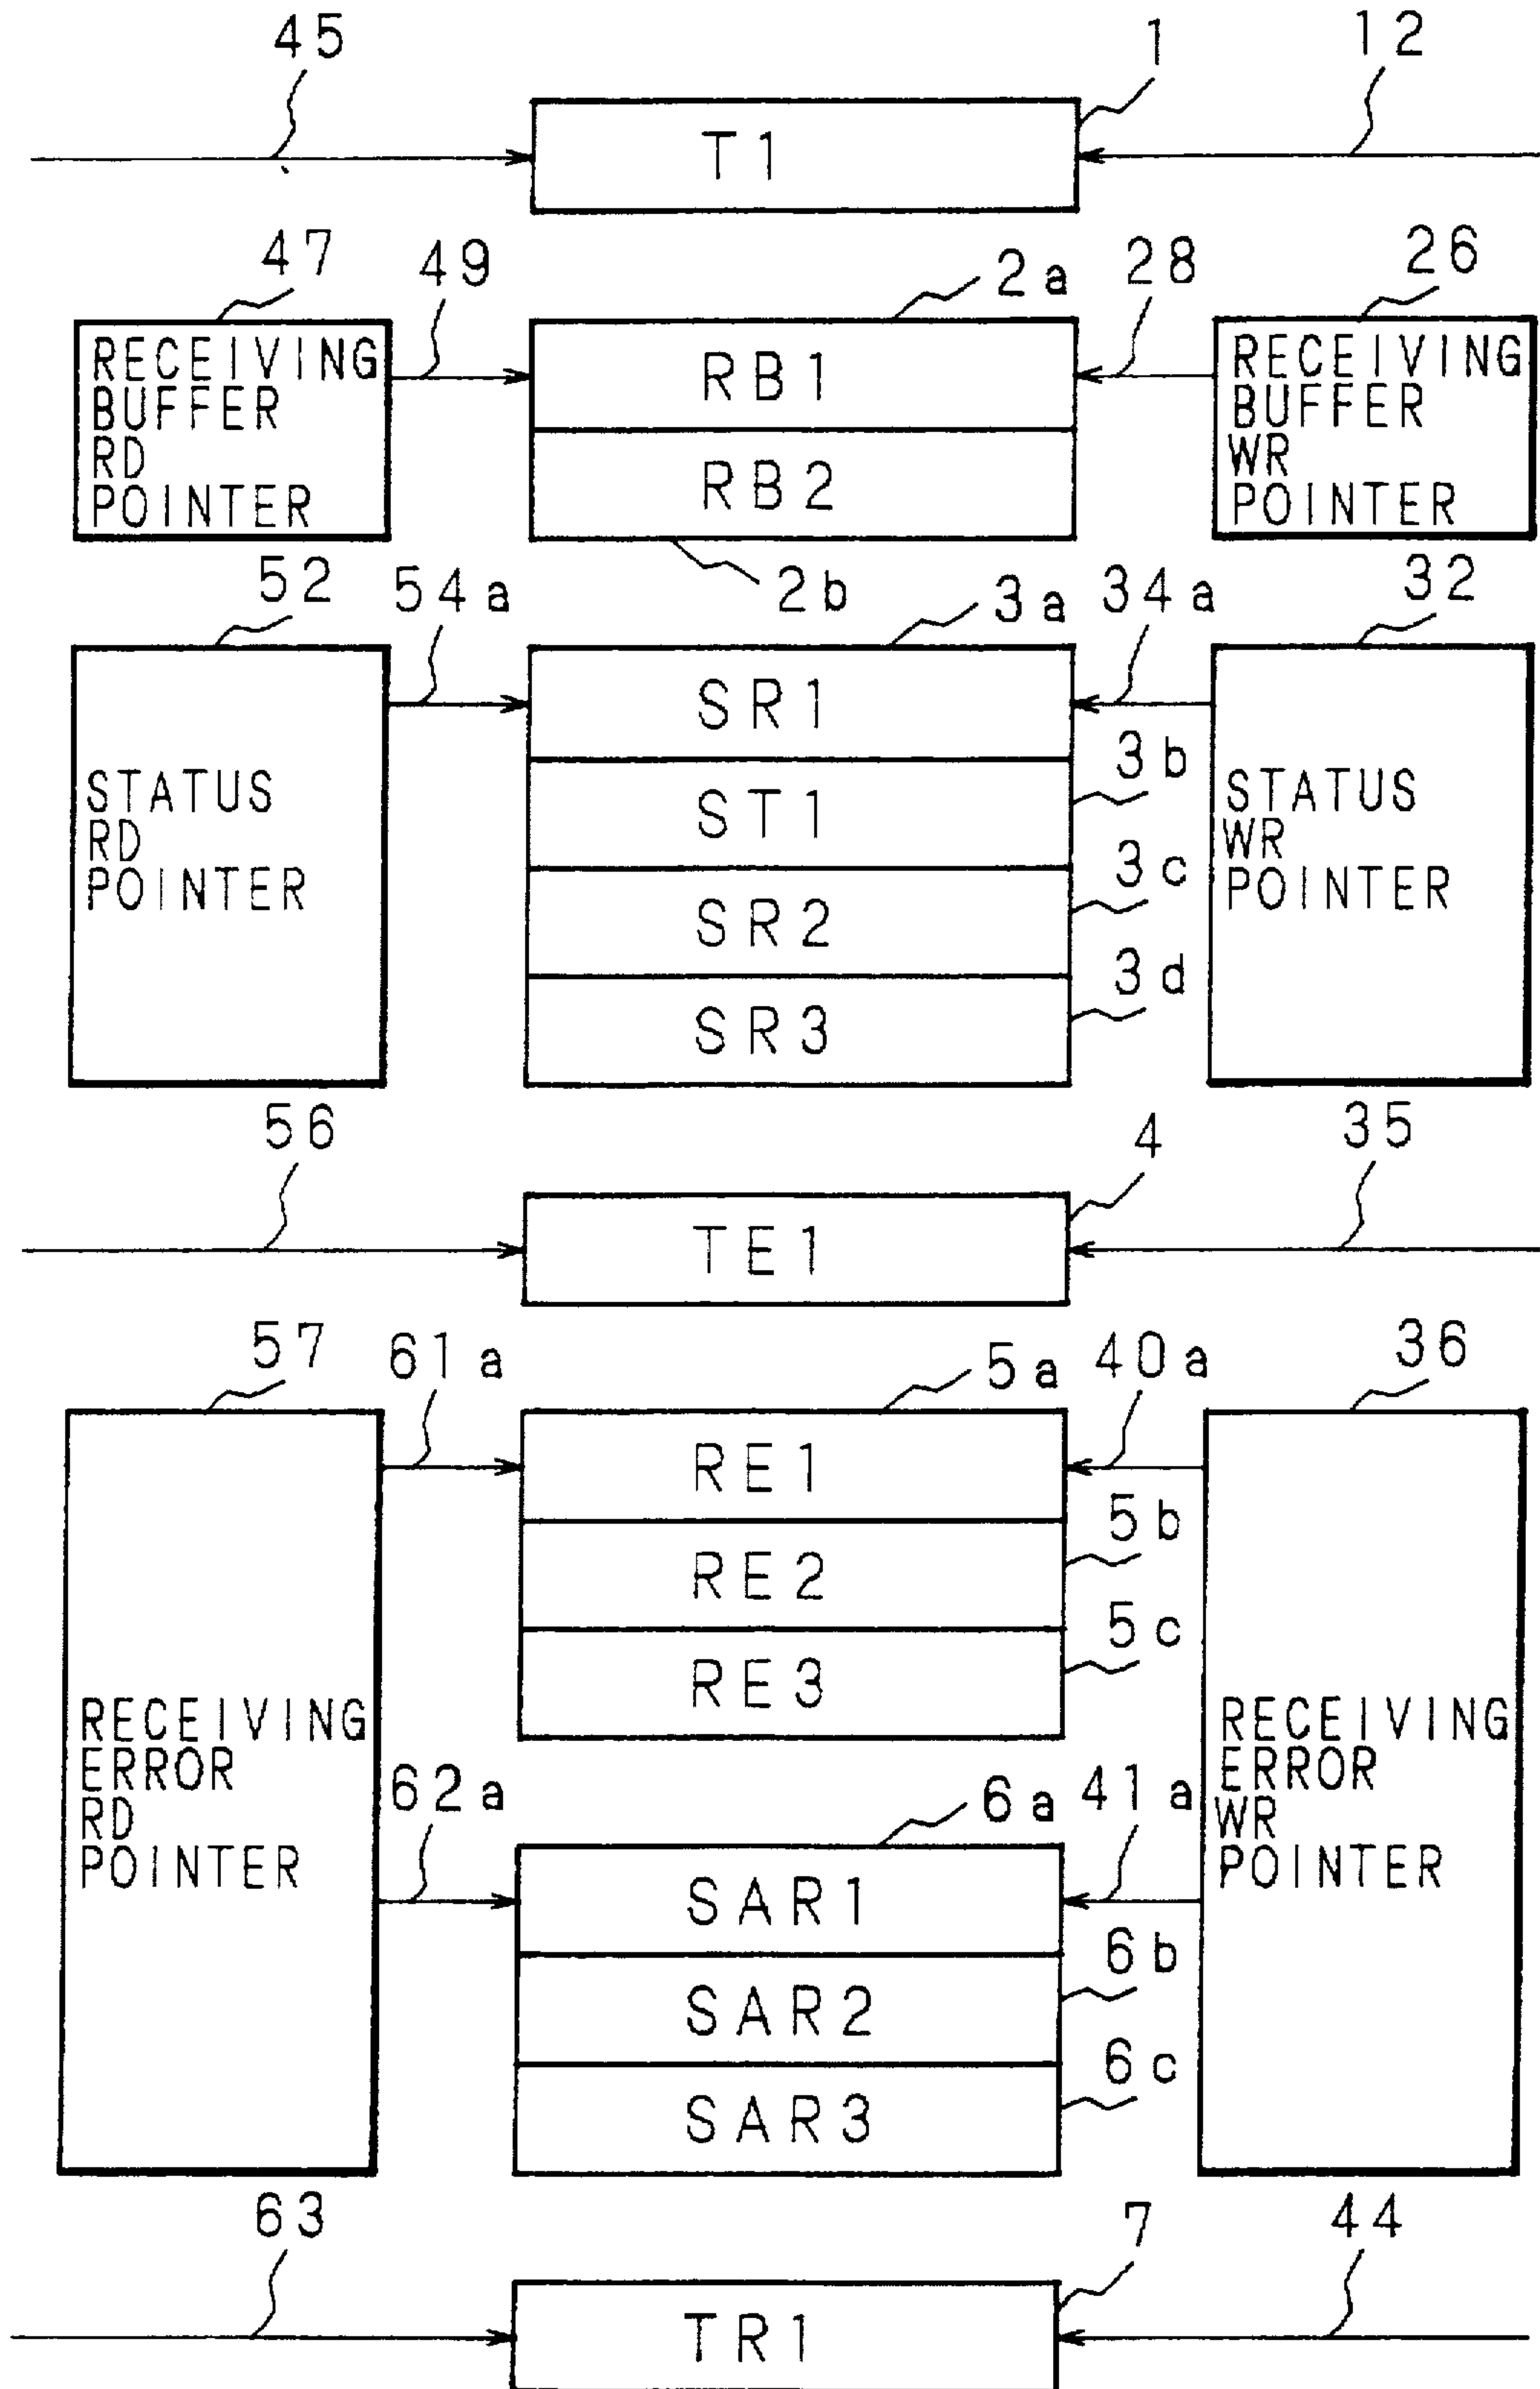 45
1
12
T1
47
49
2a
28
26
RECEIVING
BUFFER
RD
POINTER
RB1
RB2
RECEIVING
BUFFER
WR
POINTER
52
54a
2b
3a
34a
32
STATUS
RD
POINTER
SR1
ST1
SR2
SR3
3b
3c
3d
STATUS
WR
POINTER
56
4
35
TE1
57
61a
5a
40a
36
RE1
RE2
RE3
5b
5c
RECEIVING
ERROR
RD
POINTER
62a
6a
41a
RECEIVING
ERROR
WR
POINTER
SAR1
SAR2
SAR3
6b
6c
63
7
44
TR1